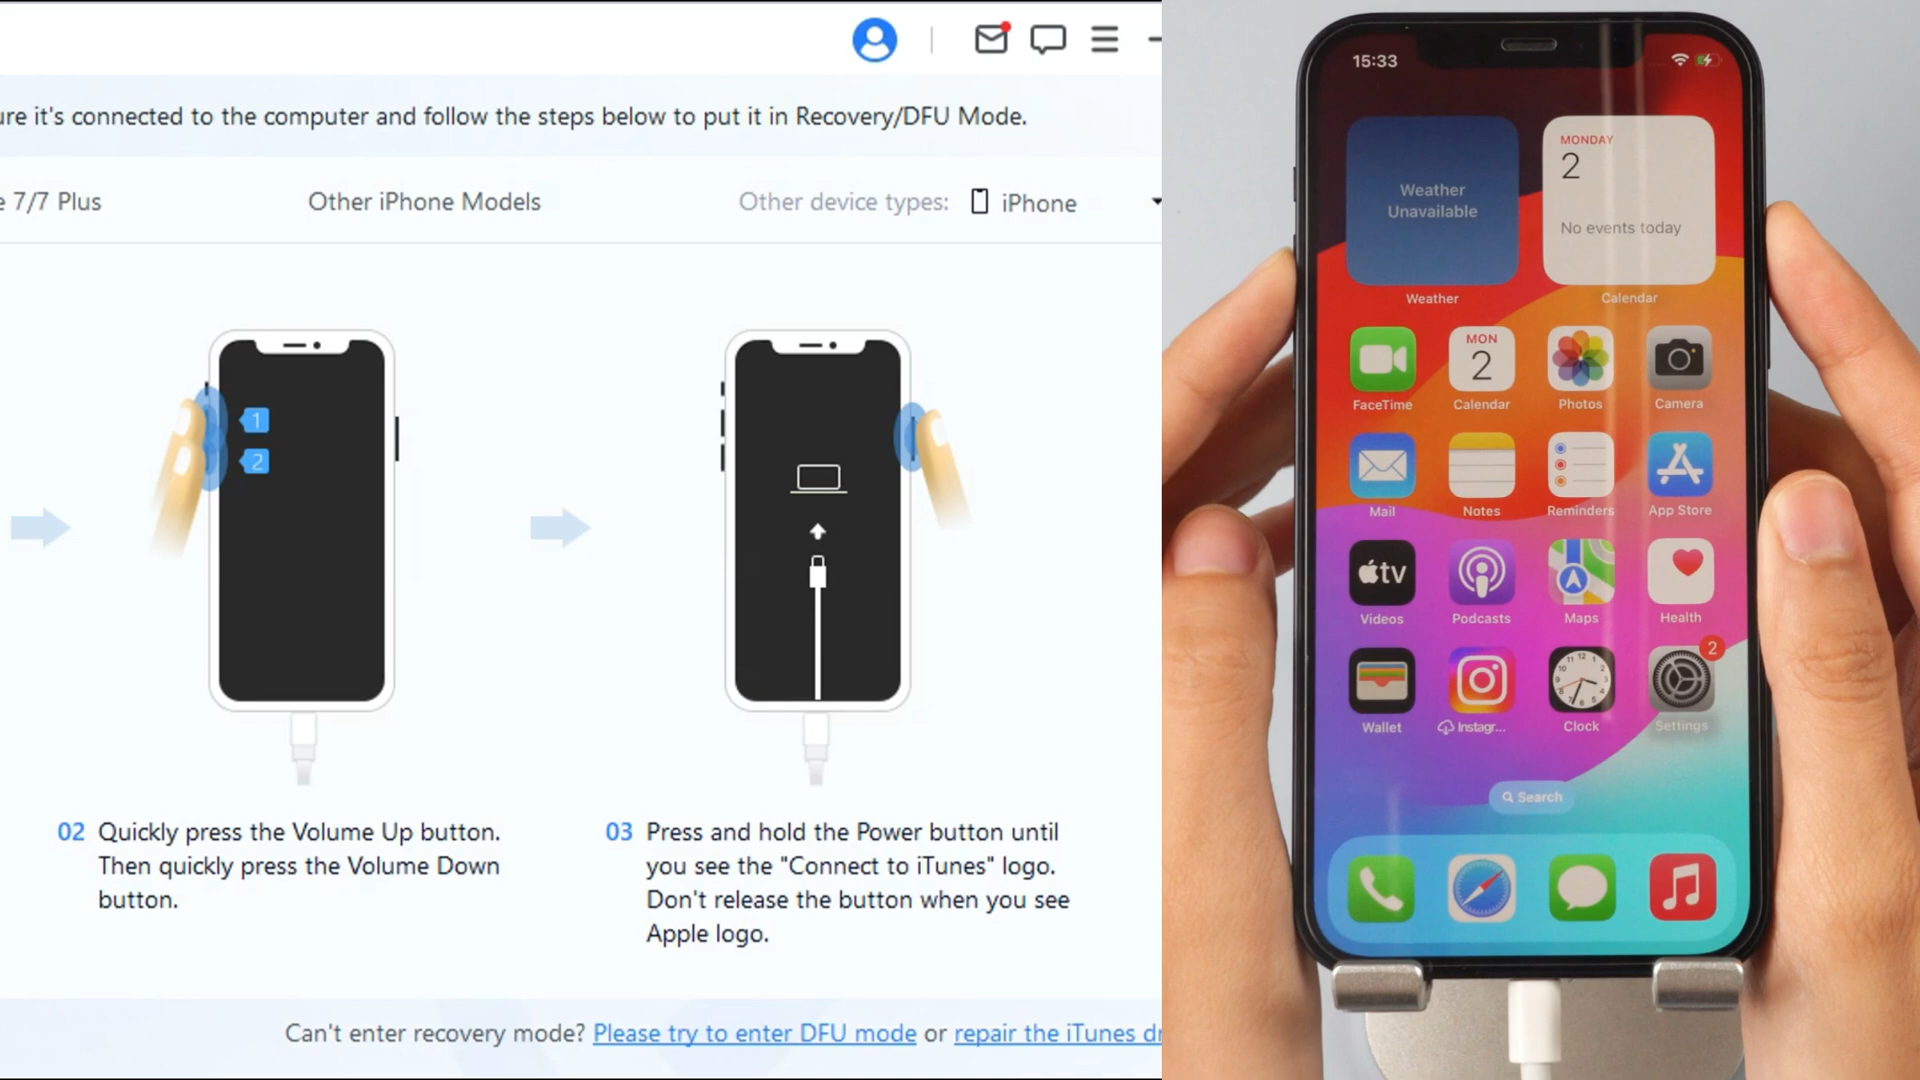 ure it's connected to the computer and follow the steps below to put it in Recovery/DFU Mode.
e 7/7 Plus
Other iPhone Models
Other device types:
iPhone
1
2
02 Quickly press the Volume Up button.
Then quickly press the Volume Down
button.
03 Press and hold the Power button until
you see the "Connect to iTunes" logo.
Don't release the button when you see
Apple logo.
Can't enter recovery mode? Please try to enter DFU mode or repair the iTunes dr
15:33
Weather
Unavailable
Weather
MONDAY
2
No events today
Calendar
FaceTime
MON
2
Calendar
Photos
Camera
Mail
Notes
Reminders
App Store
tv
Videos
Podcasts
Maps
Health
Wallet
Instagr...
Clock
2
Settings
Search